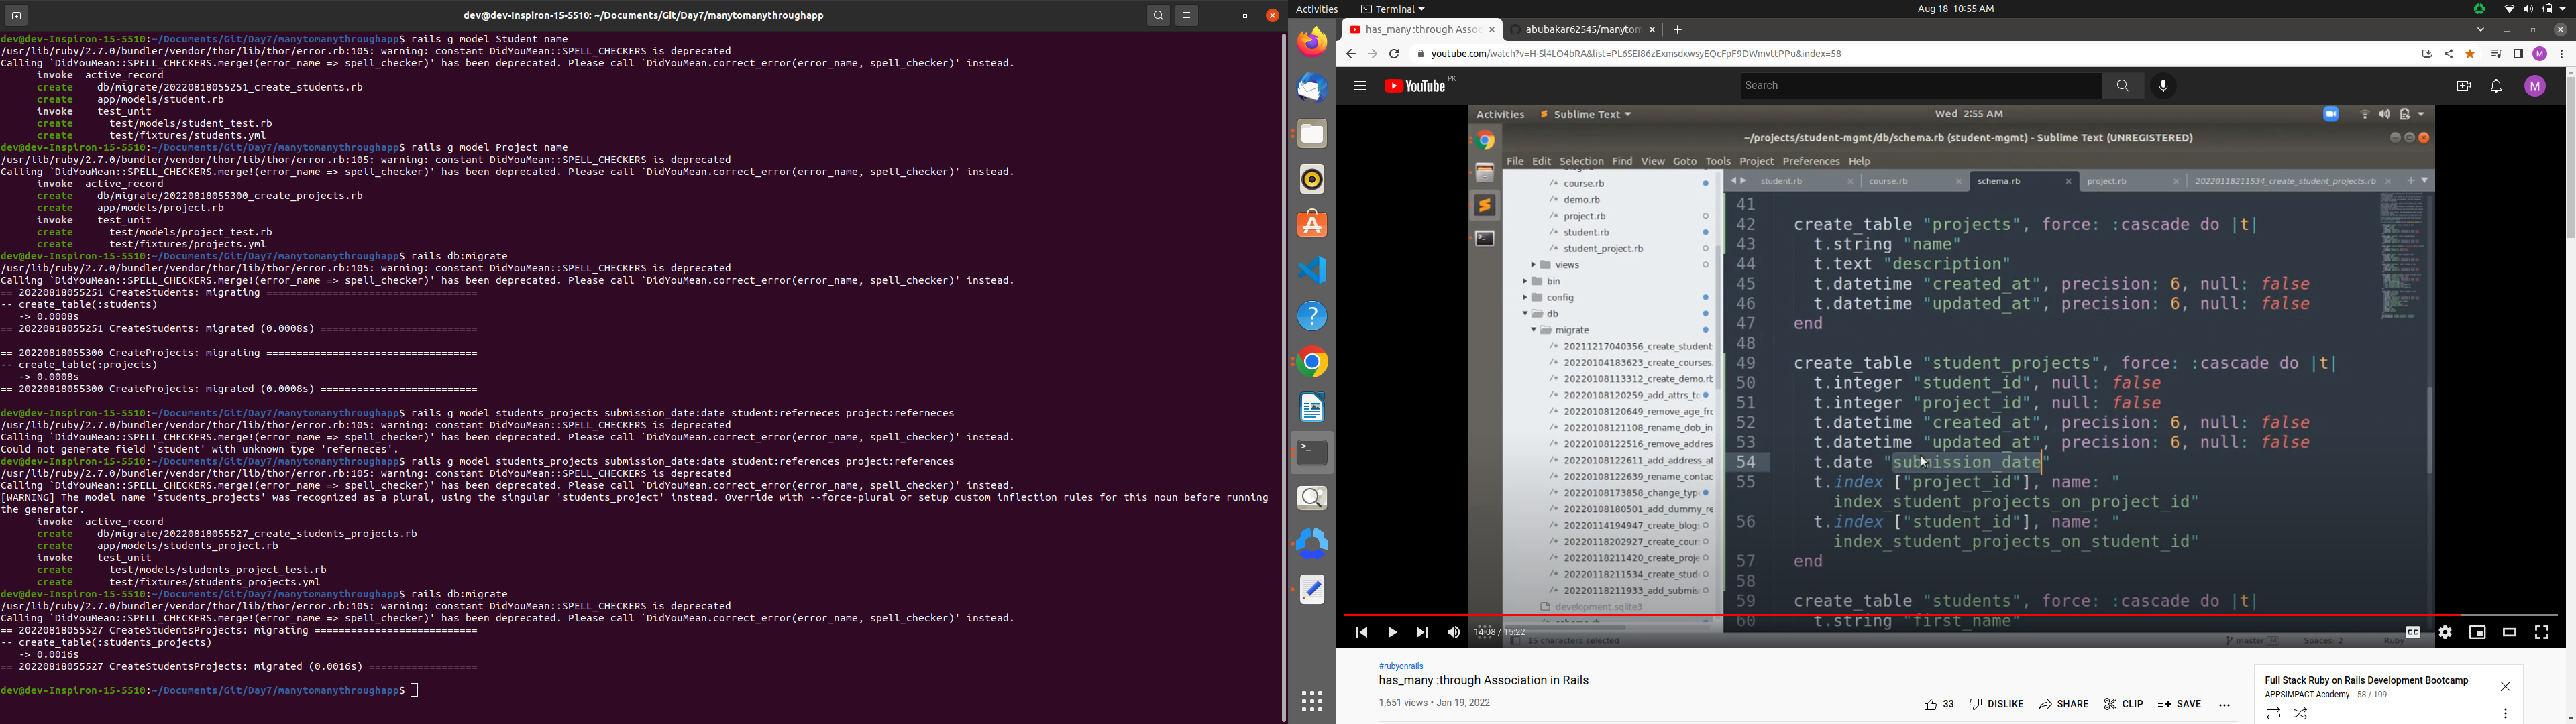 dev@dev-Inspiron-15-5510: ~/Documents/Git/Day7/manytomanythroughapp
dev@dev-Inspiron-15-5510:~/Documents/Git/Day7/manytomanythroughapp$ rails g model Student name
/usr/lib/ruby/2.7.0/bundler/vendor/thor/lib/thor/error.rb:105: warning: constant DidYouMean::SPELL_CHECKERS is deprecated
Calling `DidYouMean::SPELL_CHECKERS.merge!(error_name => spell_checker)' has been deprecated. Please call `DidYouMean.correct_error(error_name, spell_checker)' instead.
invoke  active_record
create    db/migrate/20220818055251_create_students.rb
create    app/models/student.rb
invoke    test_unit
create      test/models/student_test.rb
create      test/fixtures/students.yml
dev@dev-Inspiron-15-5510:~/Documents/Git/Day7/manytomanythroughapp$ rails g model Project name
/usr/lib/ruby/2.7.0/bundler/vendor/thor/lib/thor/error.rb:105: warning: constant DidYouMean::SPELL_CHECKERS is deprecated
Calling `DidYouMean::SPELL_CHECKERS.merge!(error_name => spell_checker)' has been deprecated. Please call `DidYouMean.correct_error(error_name, spell_checker)' instead.
invoke  active_record
create    db/migrate/20220818055300_create_projects.rb
create    app/models/project.rb
invoke    test_unit
create      test/models/project_test.rb
create      test/fixtures/projects.yml
dev@dev-Inspiron-15-5510:~/Documents/Git/Day7/manytomanythroughapp$ rails db:migrate
/usr/lib/ruby/2.7.0/bundler/vendor/thor/lib/thor/error.rb:105: warning: constant DidYouMean::SPELL_CHECKERS is deprecated
Calling `DidYouMean::SPELL_CHECKERS.merge!(error_name => spell_checker)' has been deprecated. Please call `DidYouMean.correct_error(error_name, spell_checker)' instead.
== 20220818055251 CreateStudents: migrating ===================================
-- create_table(:students)
-> 0.0008s
== 20220818055251 CreateStudents: migrated (0.0008s) ==========================
== 20220818055300 CreateProjects: migrating ===================================
-- create_table(:projects)
-> 0.0008s
== 20220818055300 CreateProjects: migrated (0.0008s) ==========================
dev@dev-Inspiron-15-5510:~/Documents/Git/Day7/manytomanythroughapp$ rails g model students_projects submission_date:date student:referneces project:referneces
/usr/lib/ruby/2.7.0/bundler/vendor/thor/lib/thor/error.rb:105: warning: constant DidYouMean::SPELL_CHECKERS is deprecated
Calling `DidYouMean::SPELL_CHECKERS.merge!(error_name => spell_checker)' has been deprecated. Please call `DidYouMean.correct_error(error_name, spell_checker)' instead.
Could not generate field 'student' with unknown type 'referneces'.
dev@dev-Inspiron-15-5510:~/Documents/Git/Day7/manytomanythroughapp$ rails g model students_projects submission_date:date student:references project:references
/usr/lib/ruby/2.7.0/bundler/vendor/thor/lib/thor/error.rb:105: warning: constant DidYouMean::SPELL_CHECKERS is deprecated
Calling `DidYouMean::SPELL_CHECKERS.merge!(error_name => spell_checker)' has been deprecated. Please call `DidYouMean.correct_error(error_name, spell_checker)' instead.
[WARNING] The model name 'students_projects' was recognized as a plural, using the singular 'students_project' instead. Override with --force-plural or setup custom inflection rules for this noun before running
the generator.
invoke  active_record
create    db/migrate/20220818055527_create_students_projects.rb
create    app/models/students_project.rb
invoke    test_unit
create      test/models/students_project_test.rb
create      test/fixtures/students_projects.yml
dev@dev-Inspiron-15-5510:~/Documents/Git/Day7/manytomanythroughapp$ rails db:migrate
/usr/lib/ruby/2.7.0/bundler/vendor/thor/lib/thor/error.rb:105: warning: constant DidYouMean::SPELL_CHECKERS is deprecated
Calling `DidYouMean::SPELL_CHECKERS.merge!(error_name => spell_checker)' has been deprecated. Please call `DidYouMean.correct_error(error_name, spell_checker)' instead.
== 20220818055527 CreateStudentsProjects: migrating ===========================
-- create_table(:students_projects)
-> 0.0016s
== 20220818055527 CreateStudentsProjects: migrated (0.0016s) ==================
dev@dev-Inspiron-15-5510:~/Documents/Git/Day7/manytomanythroughapp$
Activities Terminal Aug 18 10:55 AM
has_many :through Assoc abubakar62545/manytom
youtube.com/watch?v=H-Sl4LO4bRA&list=PL6SEI86zExmsdxwsyEQcFpF9DWmvttPPu&index=58
YouTube PK Search M
Activities Sublime Text Wed 2:55 AM
~/projects/student-mgmt/db/schema.rb (student-mgmt) - Sublime Text (UNREGISTERED)
File Edit Selection Find View Goto Tools Project Preferences Help
student.rb course.rb schema.rb project.rb 20220118211534_create_student_projects.rb
course.rb
demo.rb
project.rb
student.rb
student_project.rb
views
bin
config
db
migrate
20211217040356_create_student
20220104183623_create_courses.
20220108113312_create_demo.rb
20220108120259_add_attrs_to
20220108120649_remove_age_fro
20220108121108_rename_dob_in
20220108122516_remove_addres
20220108122611_add_address_at
20220108122639_rename_contac
20220108173858_change_type
20220108180501_add_dummy_re
20220114194947_create_blog
20220118202927_create_cour
20220118211420_create_proje
20220118211534_create_stud
20220118211933_add_submis
development.sqlite3
41
42 create_table "projects", force: :cascade do |t|
43 t.string "name"
44 t.text "description"
45 t.datetime "created_at", precision: 6, null: false
46 t.datetime "updated_at", precision: 6, null: false
47 end
48
49 create_table "student_projects", force: :cascade do |t|
50 t.integer "student_id", null: false
51 t.integer "project_id", null: false
52 t.datetime "created_at", precision: 6, null: false
53 t.datetime "updated_at", precision: 6, null: false
54 t.date "submission_date"
55 t.index ["project_id"], name: "
index_student_projects_on_project_id"
56 t.index ["student_id"], name: "
index_student_projects_on_student_id"
57 end
58
59 create_table "students", force: :cascade do |t|
60 t.string "first_name"
14:08 / 15:22
15 characters selected master Spaces: 2 Ruby
#rubyonrails
has_many :through Association in Rails
1,651 views • Jan 19, 2022
33 DISLIKE SHARE CLIP SAVE
Full Stack Ruby on Rails Development Bootcamp
APPSIMPACT Academy - 58 / 109